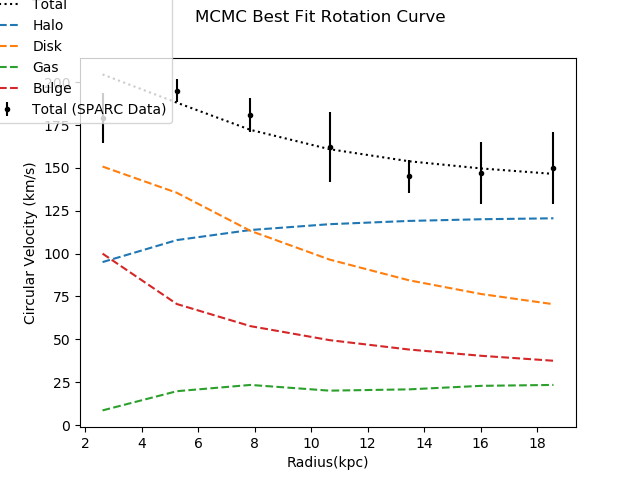 MCMC Best Fit Rotation Curve
Total
Halo
Disk
Gas
Bulge
Total (SPARC Data)
200
175
150
125
100
75
50
25
0
Circular Velocity (km/s)
2 4 6 8 10 12 14 16 18
Radius(kpc)